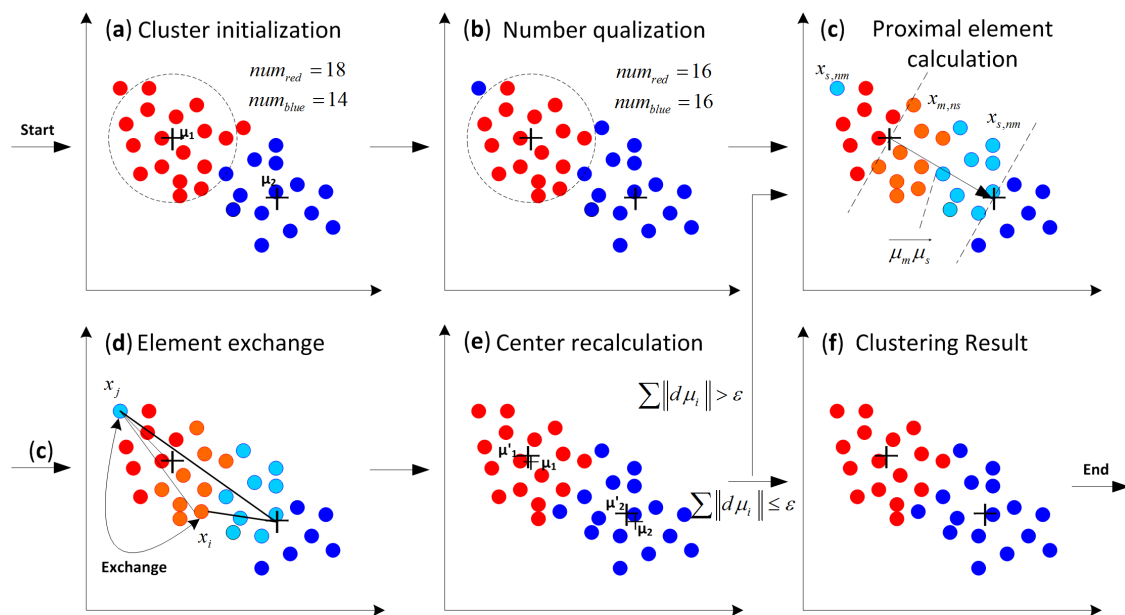 Start
(a) Cluster initialization
num_red = 18
num_blue = 14
μ₁
μ₂
(b) Number qualization
num_red = 16
num_blue = 16
(c) Proximal element
calculation
x_s,nm
x_m,ns
x_s,nm
μ_m μ_s
(c)
(d) Element exchange
x_j
x_i
Exchange
(e) Center recalculation
∑‖dμ_i‖ > ε
μ'₁
μ₁
μ'₂
μ₂
∑‖dμ_i‖ ≤ ε
(f) Clustering Result
End